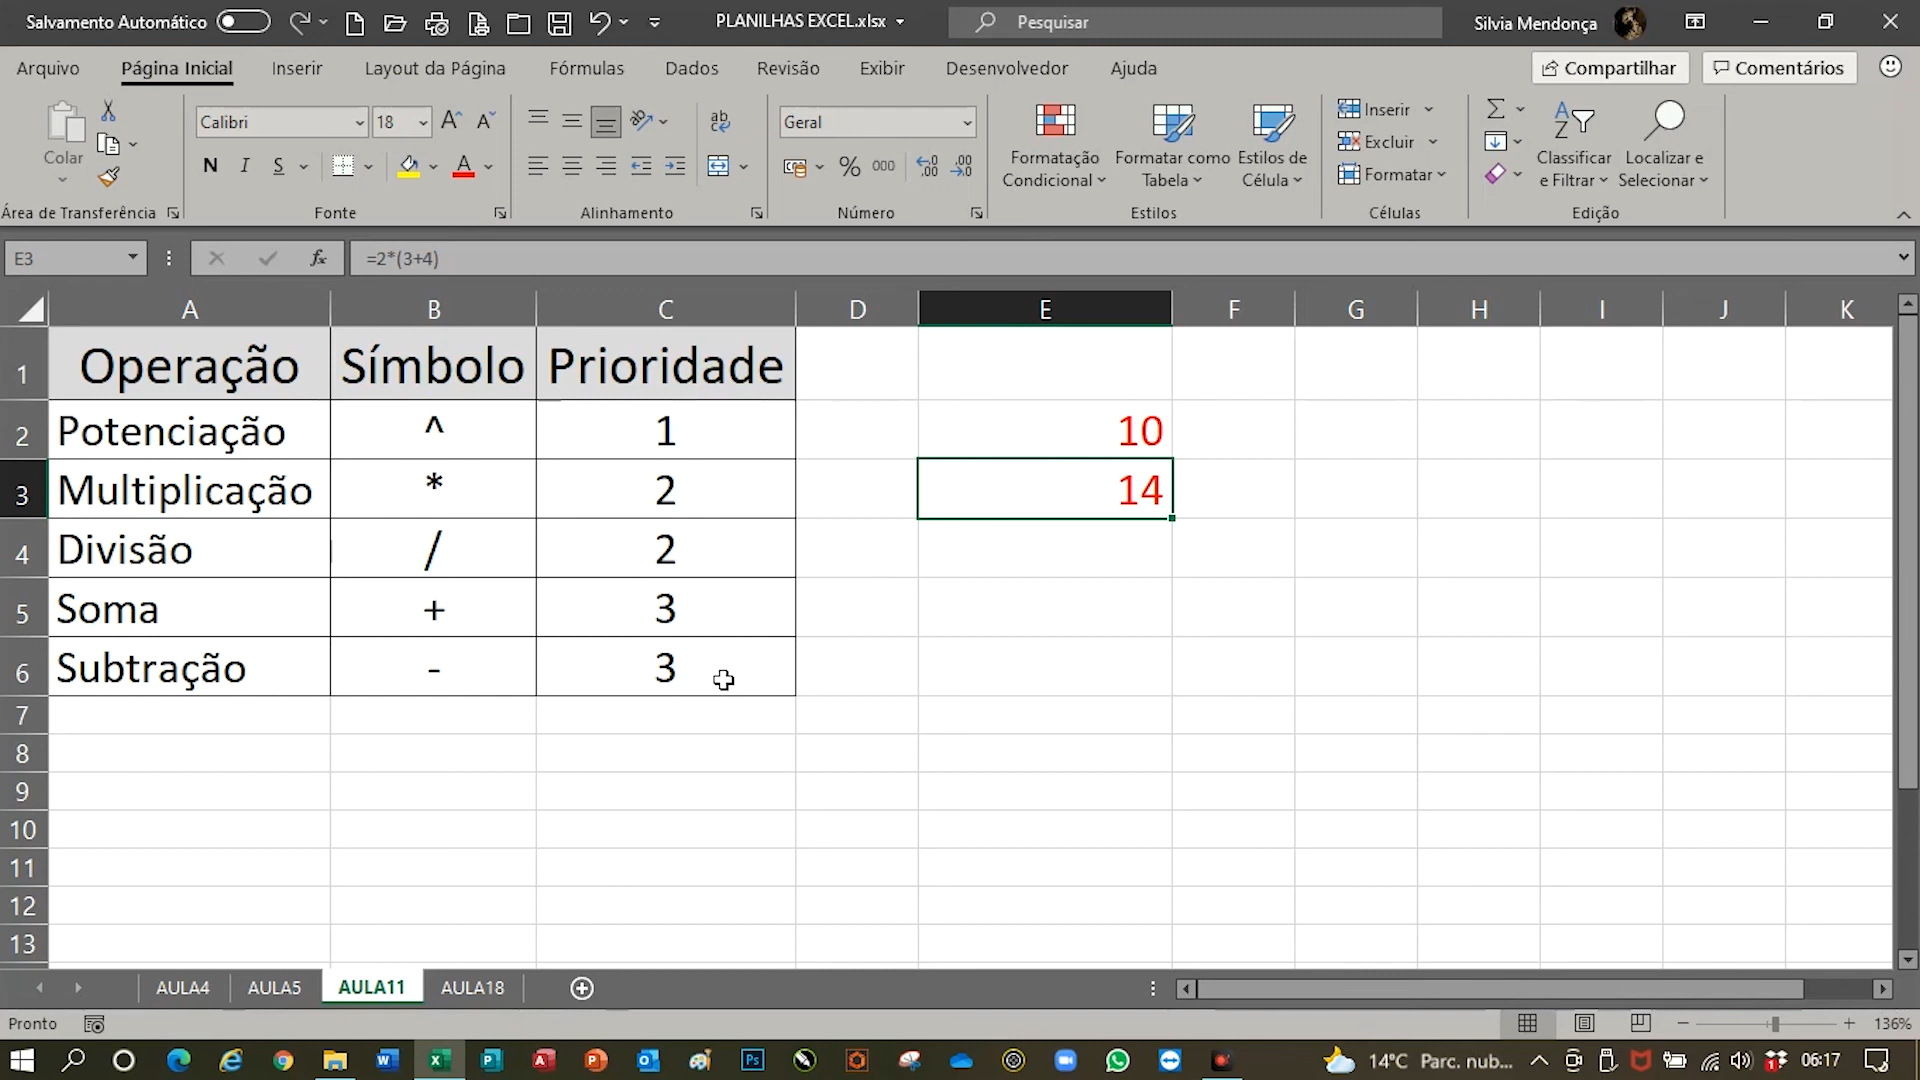 Salvamento Automático
PLANILHAS EXCEL.xlsx
Pesquisar
Silvia Mendonça
Arquivo
Página Inicial
Inserir
Layout da Página
Fórmulas
Dados
Revisão
Exibir
Desenvolvedor
Ajuda
Compartilhar
Comentários
Colar
Área de Transferência
Calibri
18
N I S
Fonte
Alinhamento
Geral
% 000
Número
Formatação Condicional
Formatar como Tabela
Estilos de Célula
Estilos
Inserir
Excluir
Formatar
Células
Classificar e Filtrar
Localizar e Selecionar
Edição
E3
fx
=2*(3+4)
A B C D E F G H I J K
1 Operação Símbolo Prioridade
2 Potenciação ^ 1 10
3 Multiplicação * 2 14
4 Divisão / 2
5 Soma + 3
6 Subtração - 3
7
8
9
10
11
12
13
AULA4 AULA5 AULA11 AULA18
Pronto
136%
14°C Parc. nub...
06:17